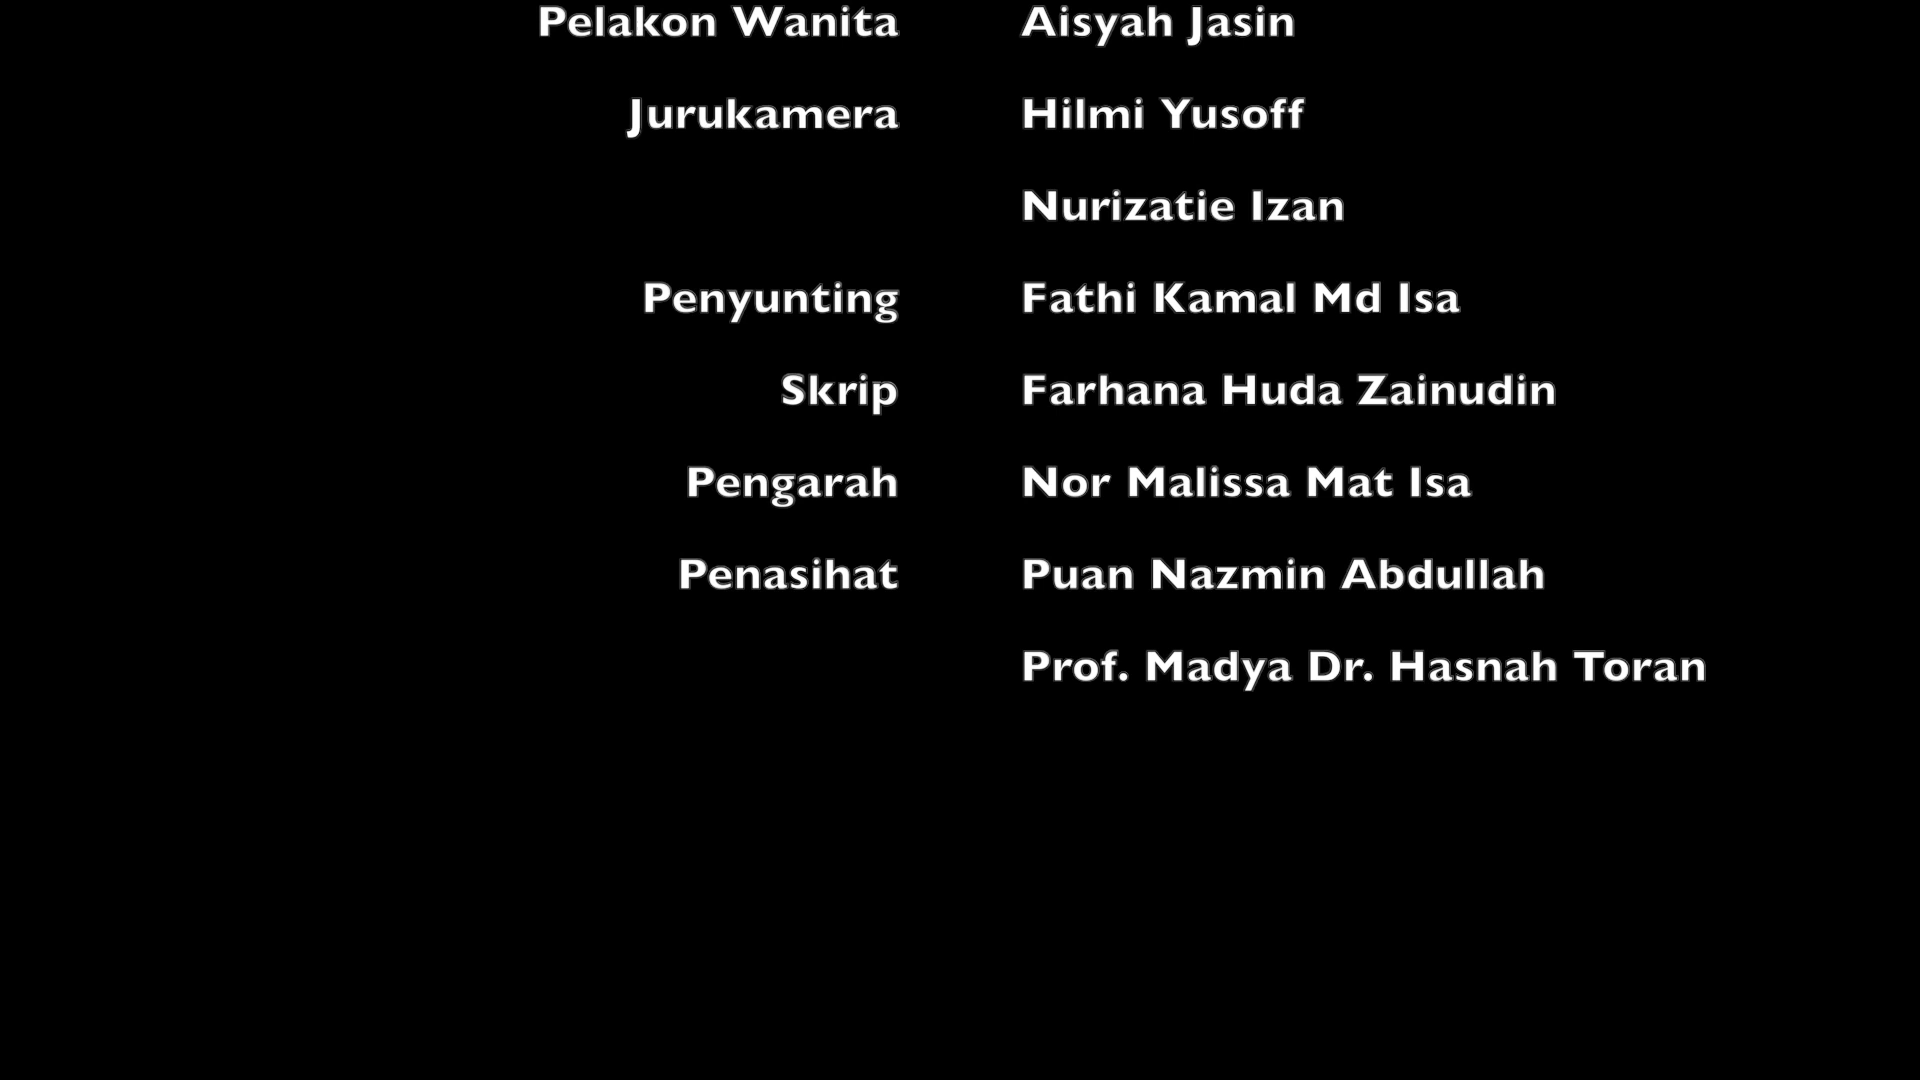 Pelakon Wanita Aisyah Jasin
Jurukamera Hilmi Yusoff
Nurizatie Izan
Penyunting Fathi Kamal Md Isa
Skrip Farhana Huda Zainudin
Pengarah Nor Malissa Mat Isa
Penasihat Puan Nazmin Abdullah
Prof. Madya Dr. Hasnah Toran